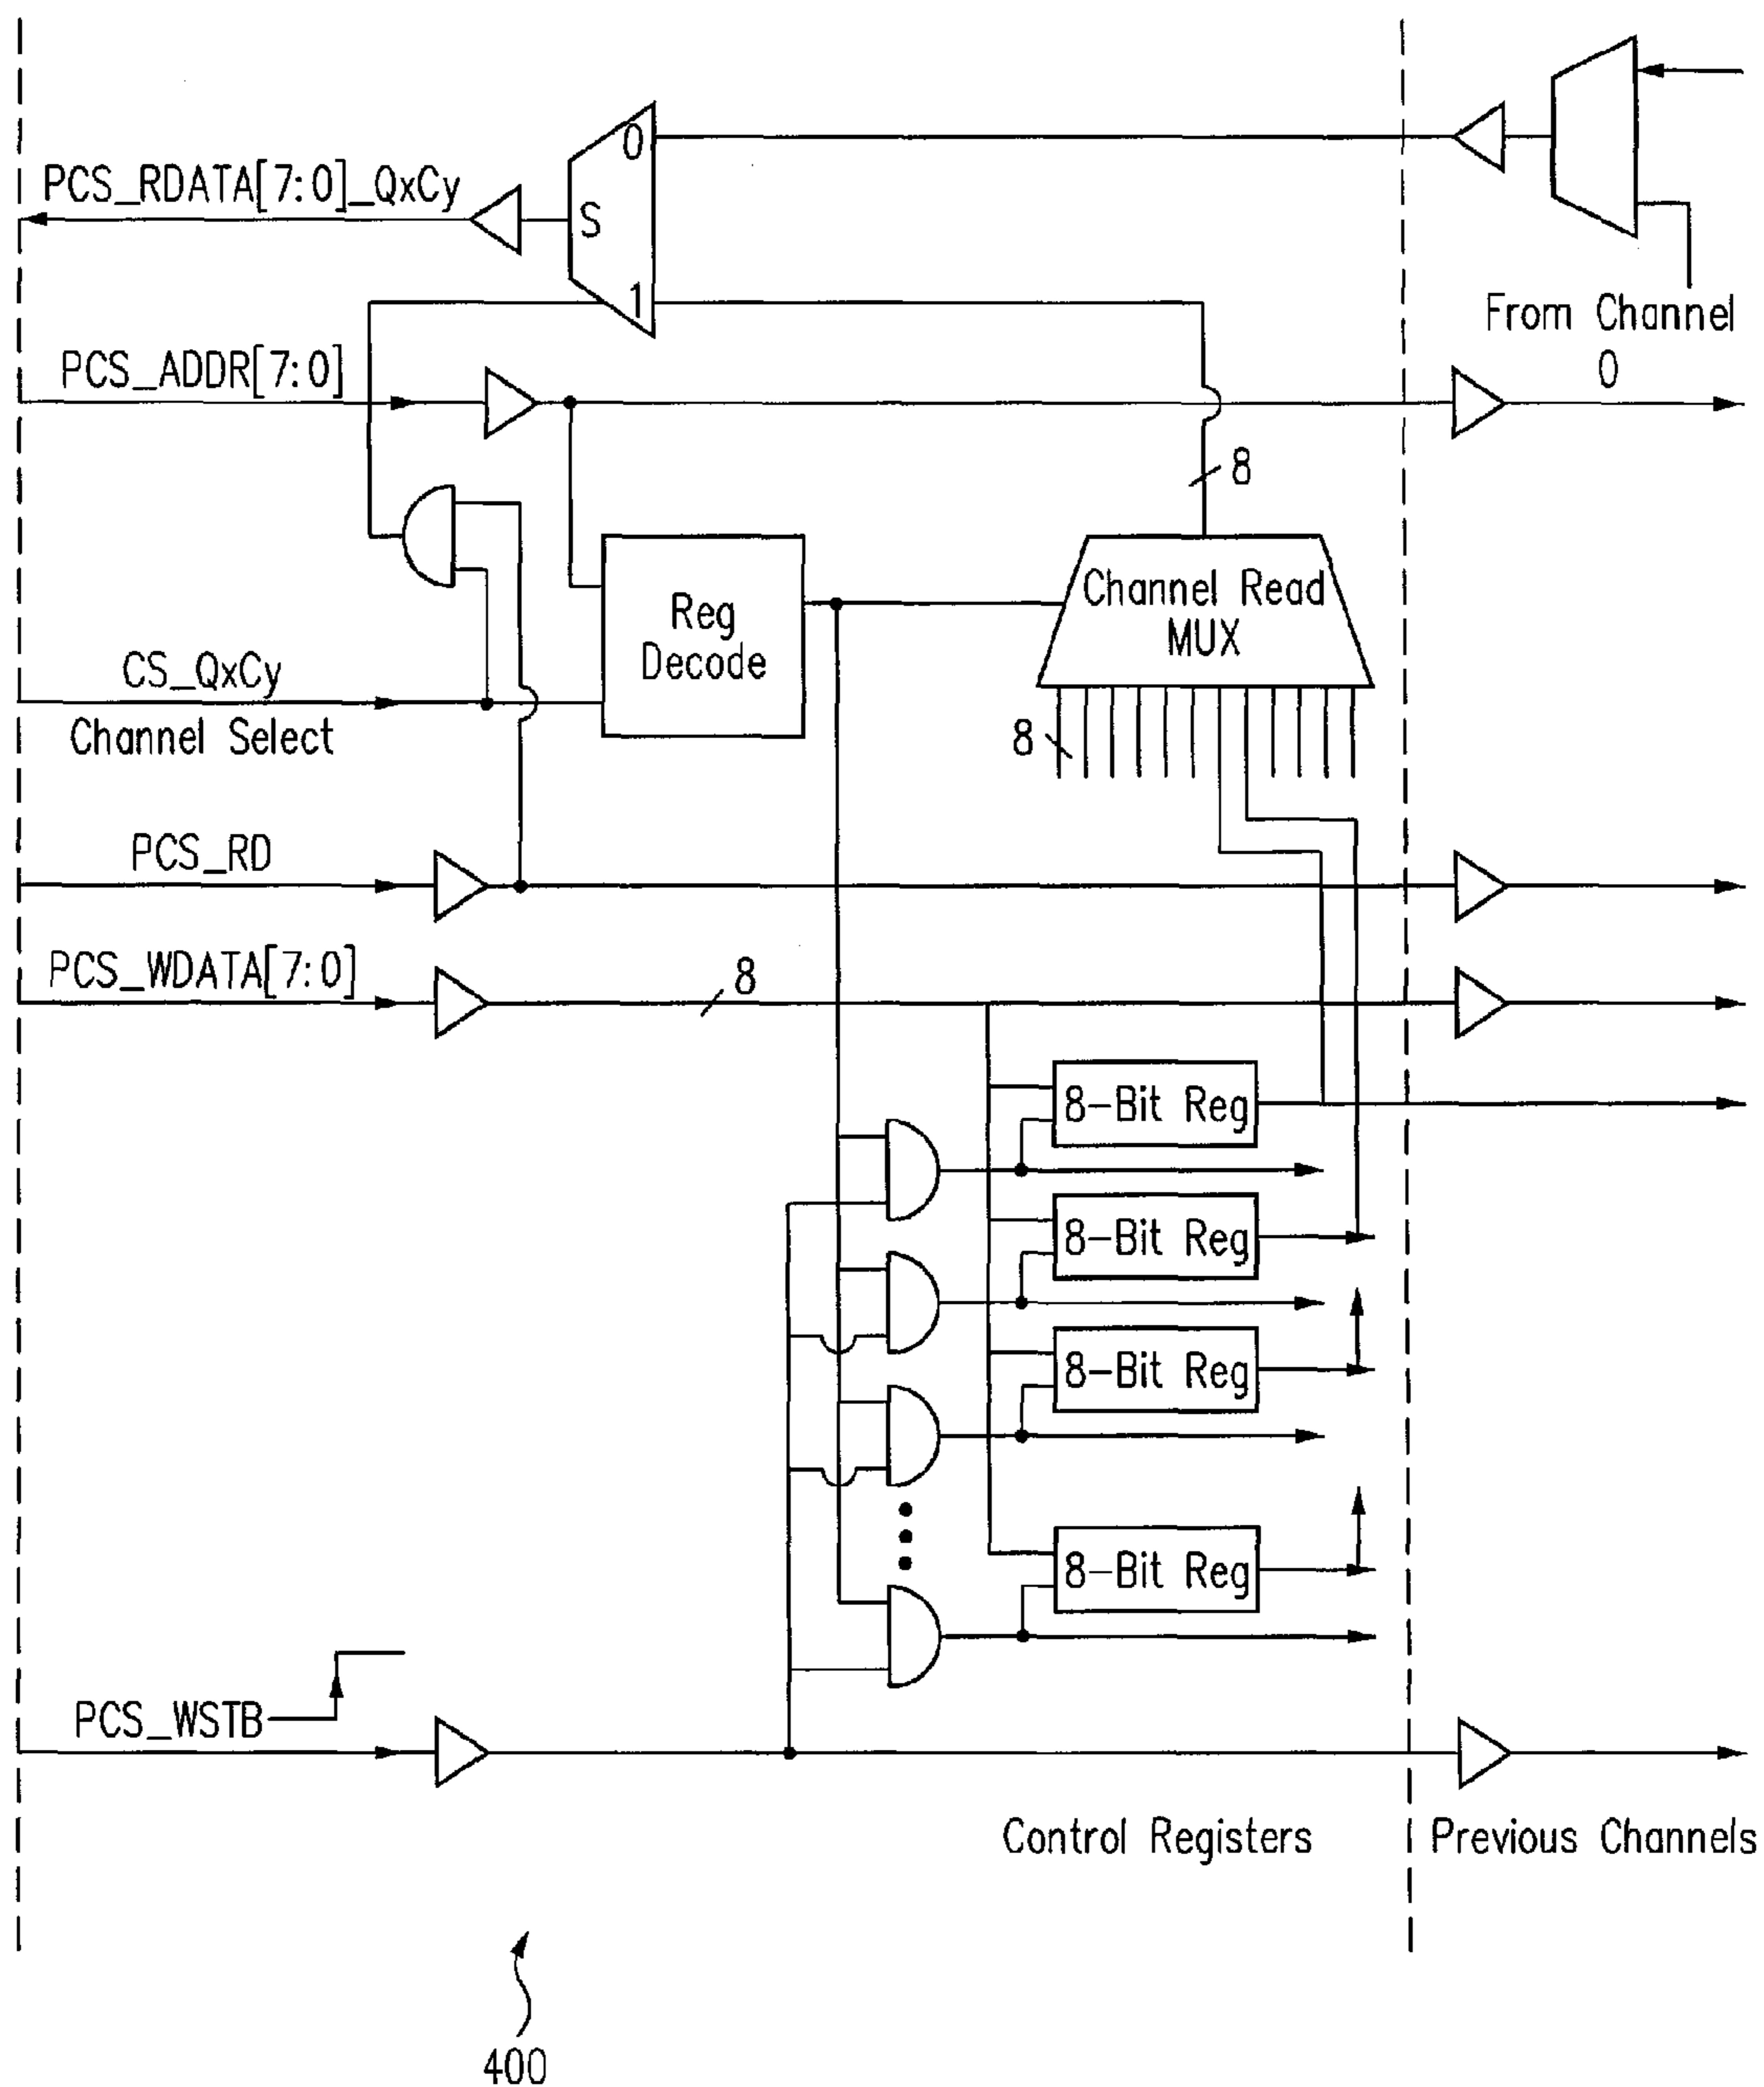 0
PCS_RDATA[7:0]_QxCy
S
1
From Channel
0
PCS_ADDR[7:0]
8
Channel Read
MUX
Reg
Decode
CS_QxCy
Channel Select
8
PCS_RD
PCS_WDATA[7:0]
8
8-Bit Reg
8-Bit Reg
8-Bit Reg
8-Bit Reg
PCS_WSTB
Control Registers
Previous Channels
400